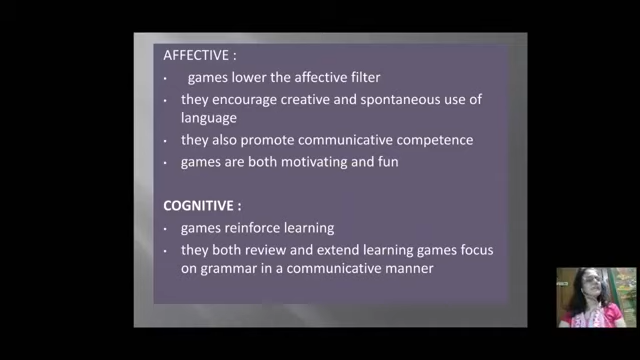 AFFECTIVE :
• games lower the affective filter
• they encourage creative and spontaneous use of
language
• they also promote communicative competence
• games are both motivating and fun
COGNITIVE :
• games reinforce learning
• they both review and extend learning games focus
on grammar in a communicative manner